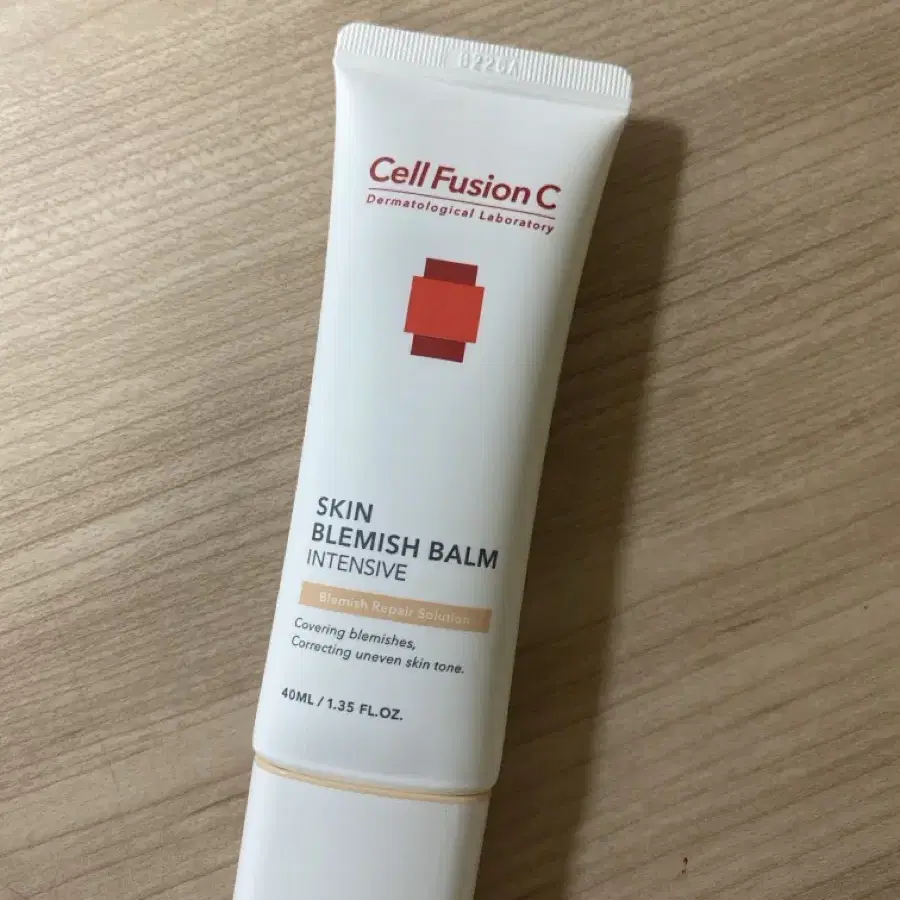 Cell Fusion C
Dermatological Laboratory
SKIN
BLEMISH BALM
INTENSIVE
Blemish Repair Solution
Covering blemishes,
Correcting uneven skin tone.
40ML / 1.35 FL.OZ.